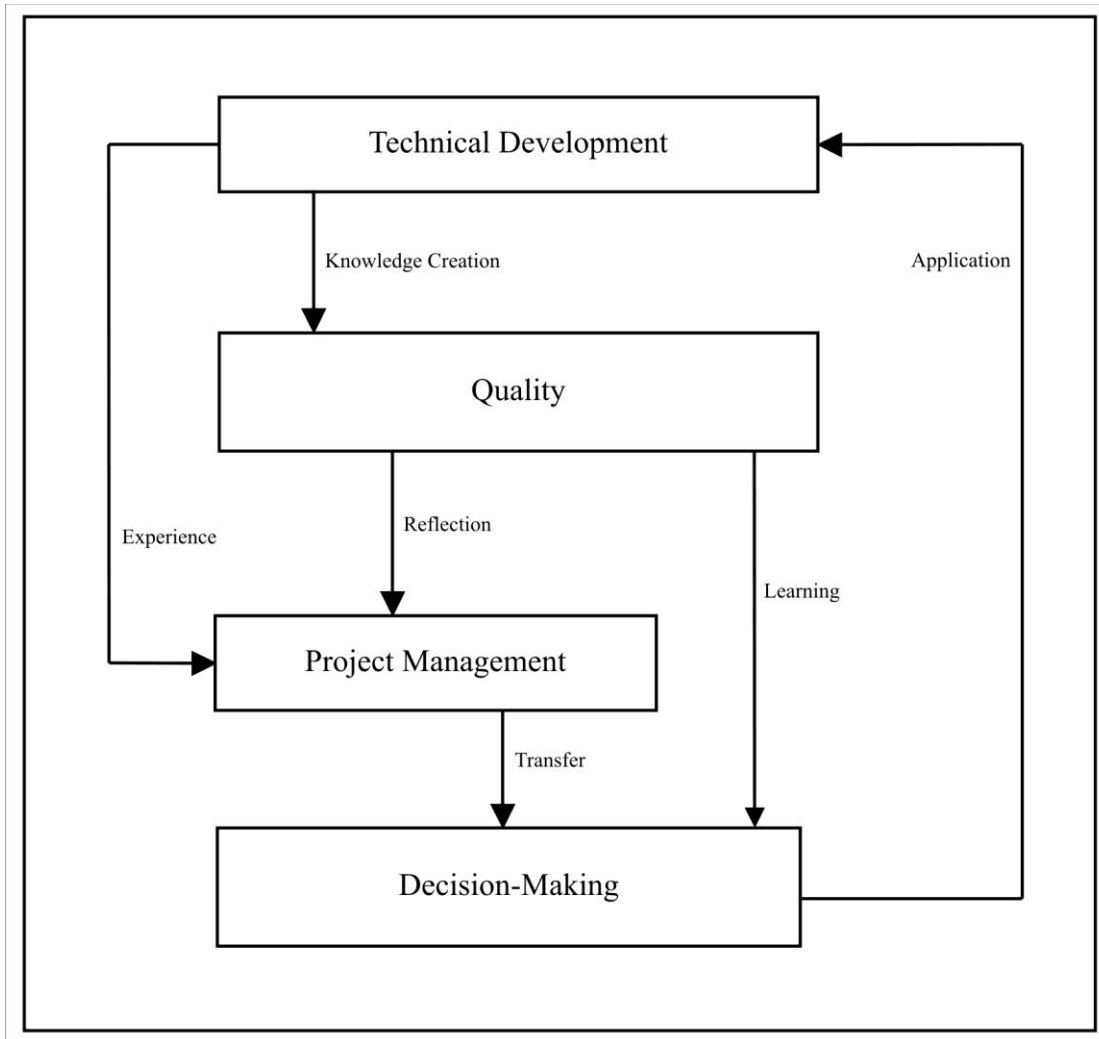 Technical Development
Knowledge Creation
Application
Quality
Reflection
Experience
Learning
Project Management
Transfer
Decision-Making